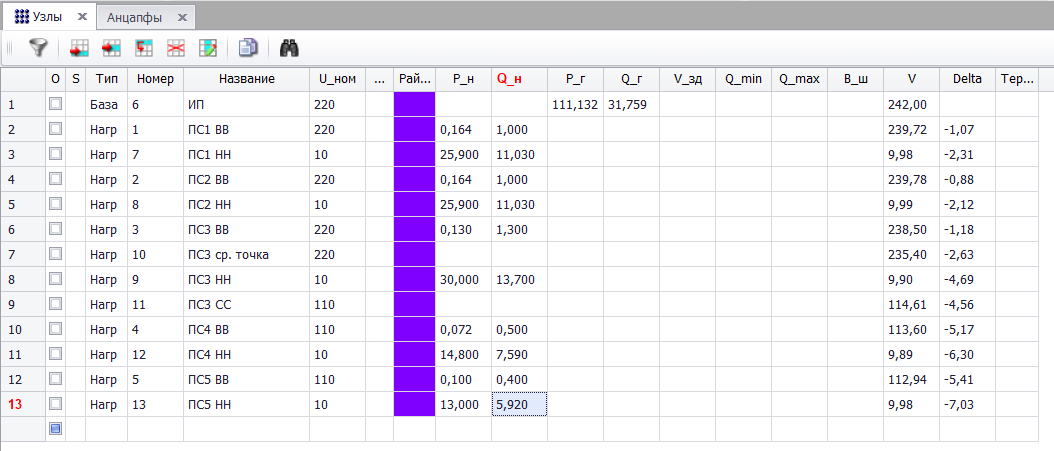 Узлы Анцапфы
O S Тип Номер Название U_ном ... Рай... P_н Q_н P_г Q_г V_зд Q_min Q_max B_ш V Delta Тер...
1 База 6 ИП 220 111,132 31,759 242,00
2 Нагр 1 ПС1 ВВ 220 0,164 1,000 239,72 -1,07
3 Нагр 7 ПС1 НН 10 25,900 11,030 9,98 -2,31
4 Нагр 2 ПС2 ВВ 220 0,164 1,000 239,78 -0,88
5 Нагр 8 ПС2 НН 10 25,900 11,030 9,99 -2,12
6 Нагр 3 ПС3 ВВ 220 0,130 1,300 238,50 -1,18
7 Нагр 10 ПС3 ср. точка 220 235,40 -2,63
8 Нагр 9 ПС3 НН 10 30,000 13,700 9,90 -4,69
9 Нагр 11 ПС3 СС 110 114,61 -4,56
10 Нагр 4 ПС4 ВВ 110 0,072 0,500 113,60 -5,17
11 Нагр 12 ПС4 НН 10 14,800 7,590 9,89 -6,30
12 Нагр 5 ПС5 ВВ 110 0,100 0,400 112,94 -5,41
13 Нагр 13 ПС5 НН 10 13,000 5,920 9,98 -7,03